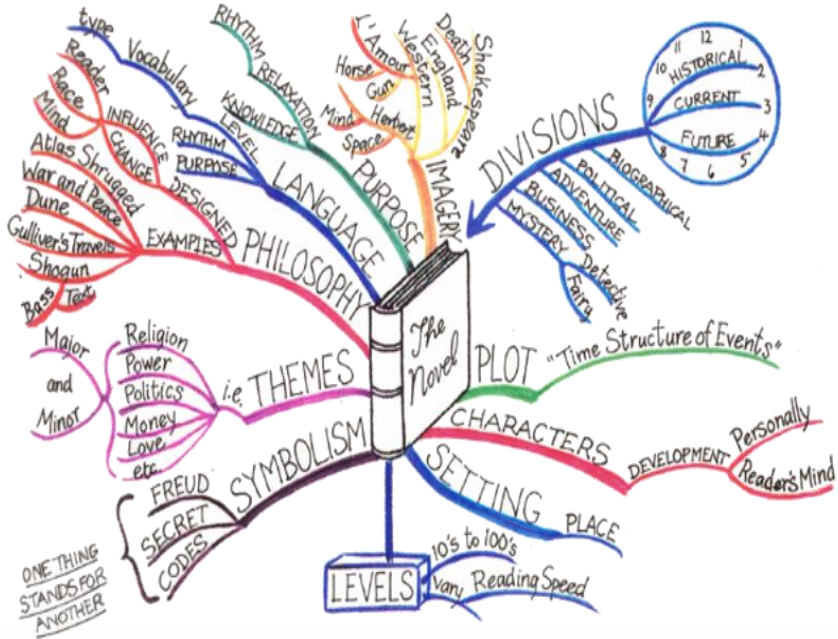 The Novel
DIVISIONS
HISTORICAL
CURRENT
FUTURE
12
1
2
3
4
5
6
7
8
9
10
11
BIOGRAPHICAL
POLITICAL
ADVENTURE
BUSINESS
MYSTERY
Detective
Fairy
PLOT
"Time Structure of Events"
CHARACTERS
DEVELOPMENT
Personally
Reader's Mind
SETTING
PLACE
LEVELS
10's to 100's
vary Reading Speed
SYMBOLISM
FREUD
SECRET
CODES
ONE THING
STANDS FOR
ANOTHER
THEMES
i.e.
Religion
Power
Politics
Money
Love
etc.
Major
and
Minor
PHILOSOPHY
EXAMPLES
Atlas Shrugged
War and Peace
Dune
Gulliver's Travels
Shogun
Bass
Text
DESIGNED
INFLUENCE
CHANGE
Reader
Race
Mind
LANGUAGE
LEVEL
Vocabulary
type
RHYTHM
PURPOSE
PURPOSE
KNOWLEDGE
RELAXATION
RHYTHM
IMAGERY
Herbert
Mind
Space
L'Amour
Horse
Gun
Western
England
Death
Shakespeare